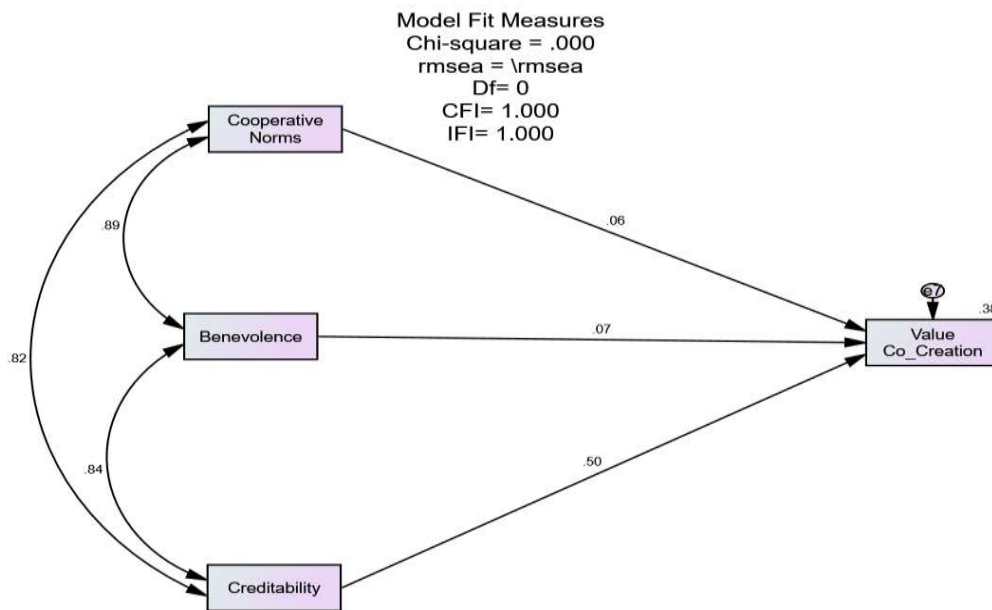 Model Fit Measures
Chi-square = .000
rmsea = \rmsea
Df= 0
CFI= 1.000
IFI= 1.000
Cooperative
Norms
.89
.06
e7
.38
Benevolence
.07
Value
Co_Creation
.82
.84
.50
Creditability